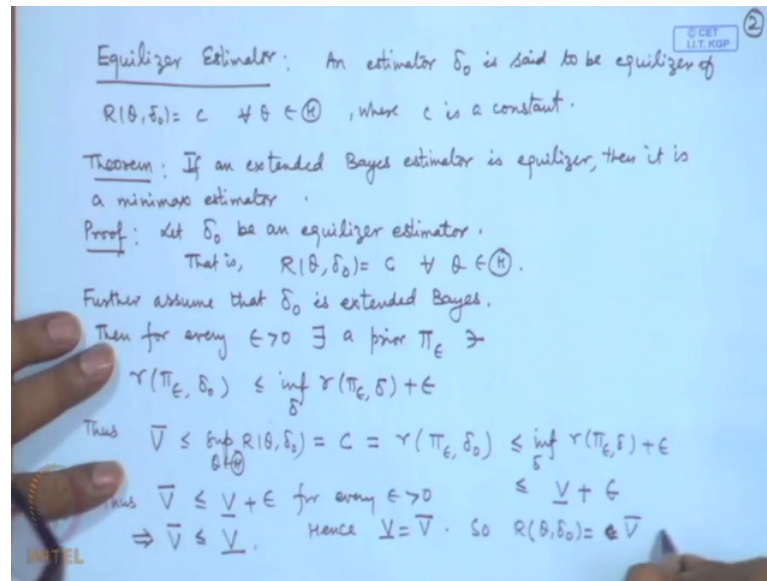 ②
© CET
I.I.T. KGP
Equilizer Estimator: An estimator δ₀ is said to be equilizer of
R(θ, δ₀) = c ∀ θ ∈ Ⓗ, where c is a constant.
Theorem: If an extended Bayes estimator is equilizer, then it is
a minimax estimator.
Proof: Let δ₀ be an equilizer estimator.
That is, R(θ, δ₀) = c ∀ θ ∈ Ⓗ.
Further assume that δ₀ is extended Bayes.
Then for every ϵ>0 ∃ a prior π_ϵ ∋
r(π_ϵ, δ₀) ≤ inf_δ r(π_ϵ, δ) + ϵ
Thus V̅ ≤ sup_{θ∈Ⓗ} R(θ, δ₀) = c = r(π_ϵ, δ₀) ≤ inf_δ r(π_ϵ, δ) + ϵ
≤ V̲ + ϵ
Thus V̅ ≤ V̲ + ϵ for every ϵ>0
⇒ V̅ ≤ V̲. Hence V̲ = V̅. So R(θ, δ₀) = V̅
NPTEL